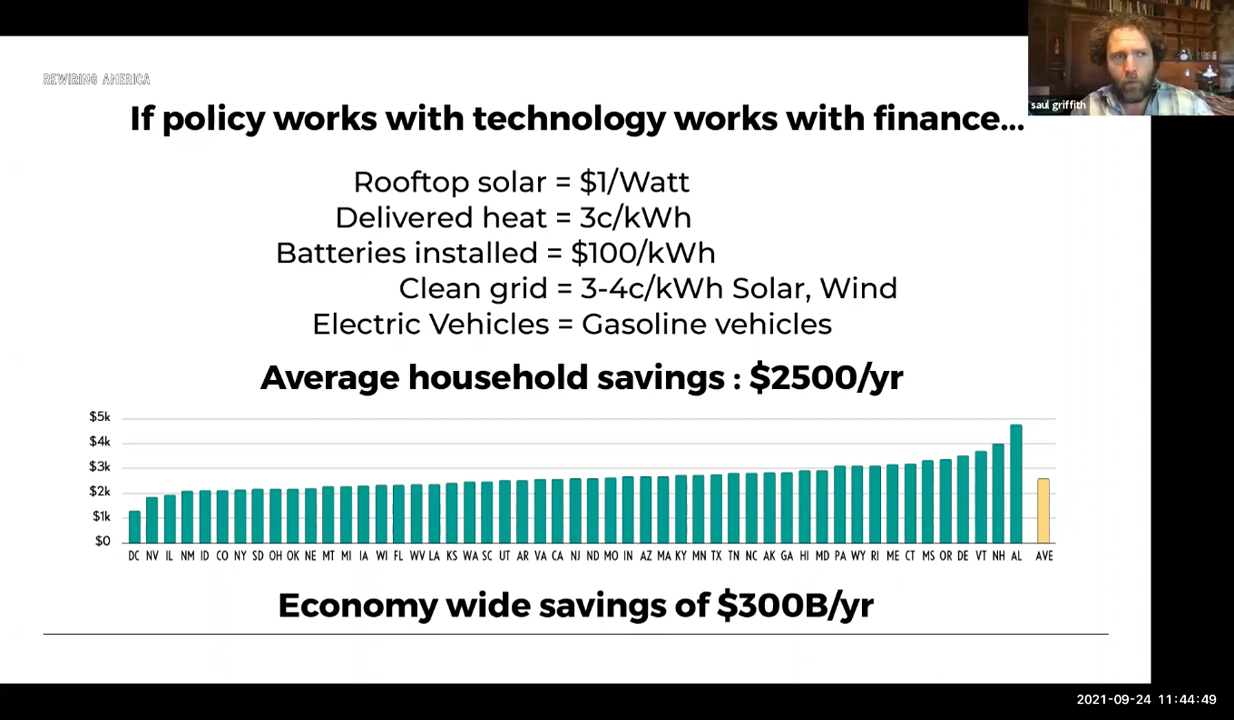 REWIRING AMERICA
saul griffith
If policy works with technology works with finance...
Rooftop solar = $1/Watt
Delivered heat = 3c/kWh
Batteries installed = $100/kWh
Clean grid = 3-4c/kWh Solar, Wind
Electric Vehicles = Gasoline vehicles
Average household savings : $2500/yr
$5k
$4k
$3k
$2k
$1k
$0
DC NV IL NM ID CO NY SD OH OK NE MT MI IA WI FL WV LA KS WA SC UT AR VA CA NJ ND MO IN AZ MA KY MN TX TN NC AK GA HI MD PA WY RI ME CT MS OR DE VT NH AL AVE
Economy wide savings of $300B/yr
2021-09-24 11:44:49